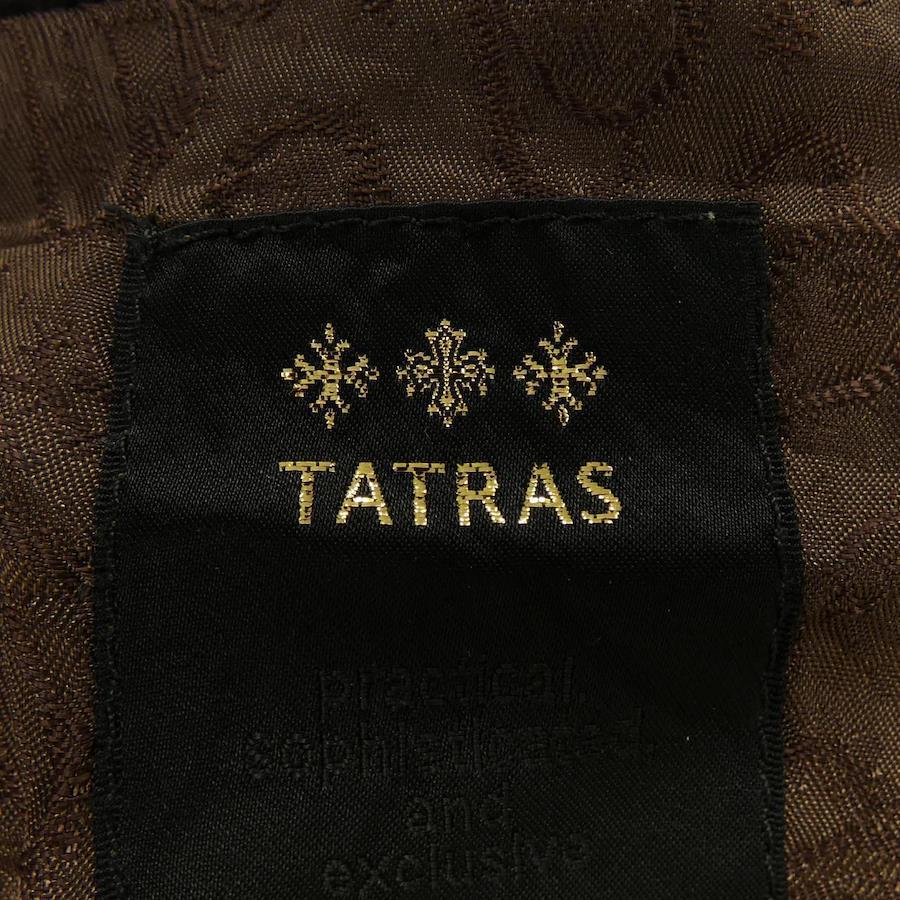 TATRAS
practical,
sophisticated,
and
exclusive